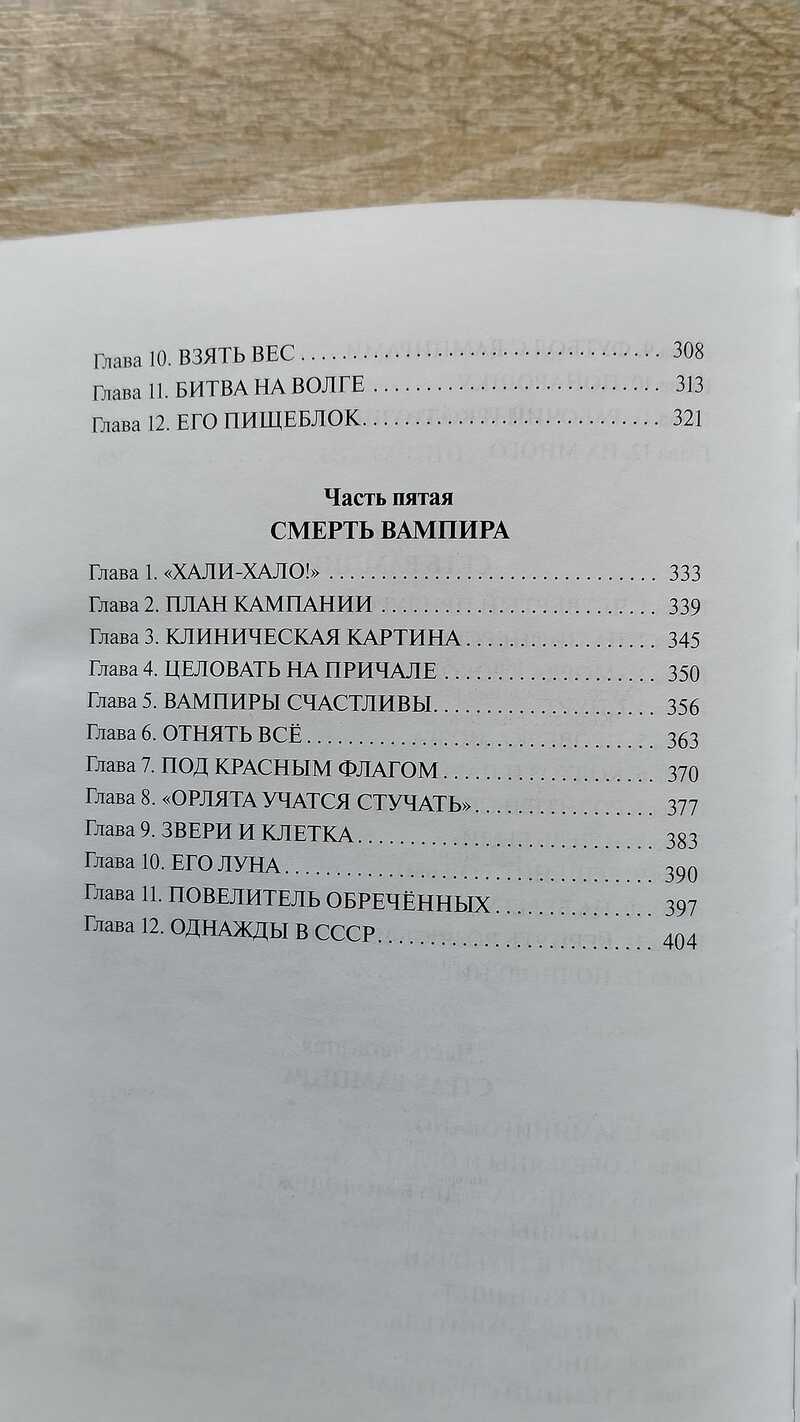 Глава 10. ВЗЯТЬ ВЕС 308
Глава 11. БИТВА НА ВОЛГЕ 313
Глава 12. ЕГО ПИЩЕБЛОК 321
Часть пятая
СМЕРТЬ ВАМПИРА
Глава 1. «ХАЛИ-ХАЛО!» 333
Глава 2. ПЛАН КАМПАНИИ 339
Глава 3. КЛИНИЧЕСКАЯ КАРТИНА 345
Глава 4. ЦЕЛОВАТЬ НА ПРИЧАЛЕ 350
Глава 5. ВАМПИРЫ СЧАСТЛИВЫ 356
Глава 6. ОТНЯТЬ ВСЁ 363
Глава 7. ПОД КРАСНЫМ ФЛАГОМ 370
Глава 8. «ОРЛЯТА УЧАТСЯ СТУЧАТЬ» 377
Глава 9. ЗВЕРИ И КЛЕТКА 383
Глава 10. ЕГО ЛУНА 390
Глава 11. ПОВЕЛИТЕЛЬ ОБРЕЧЁННЫХ 397
Глава 12. ОДНАЖДЫ В СССР 404